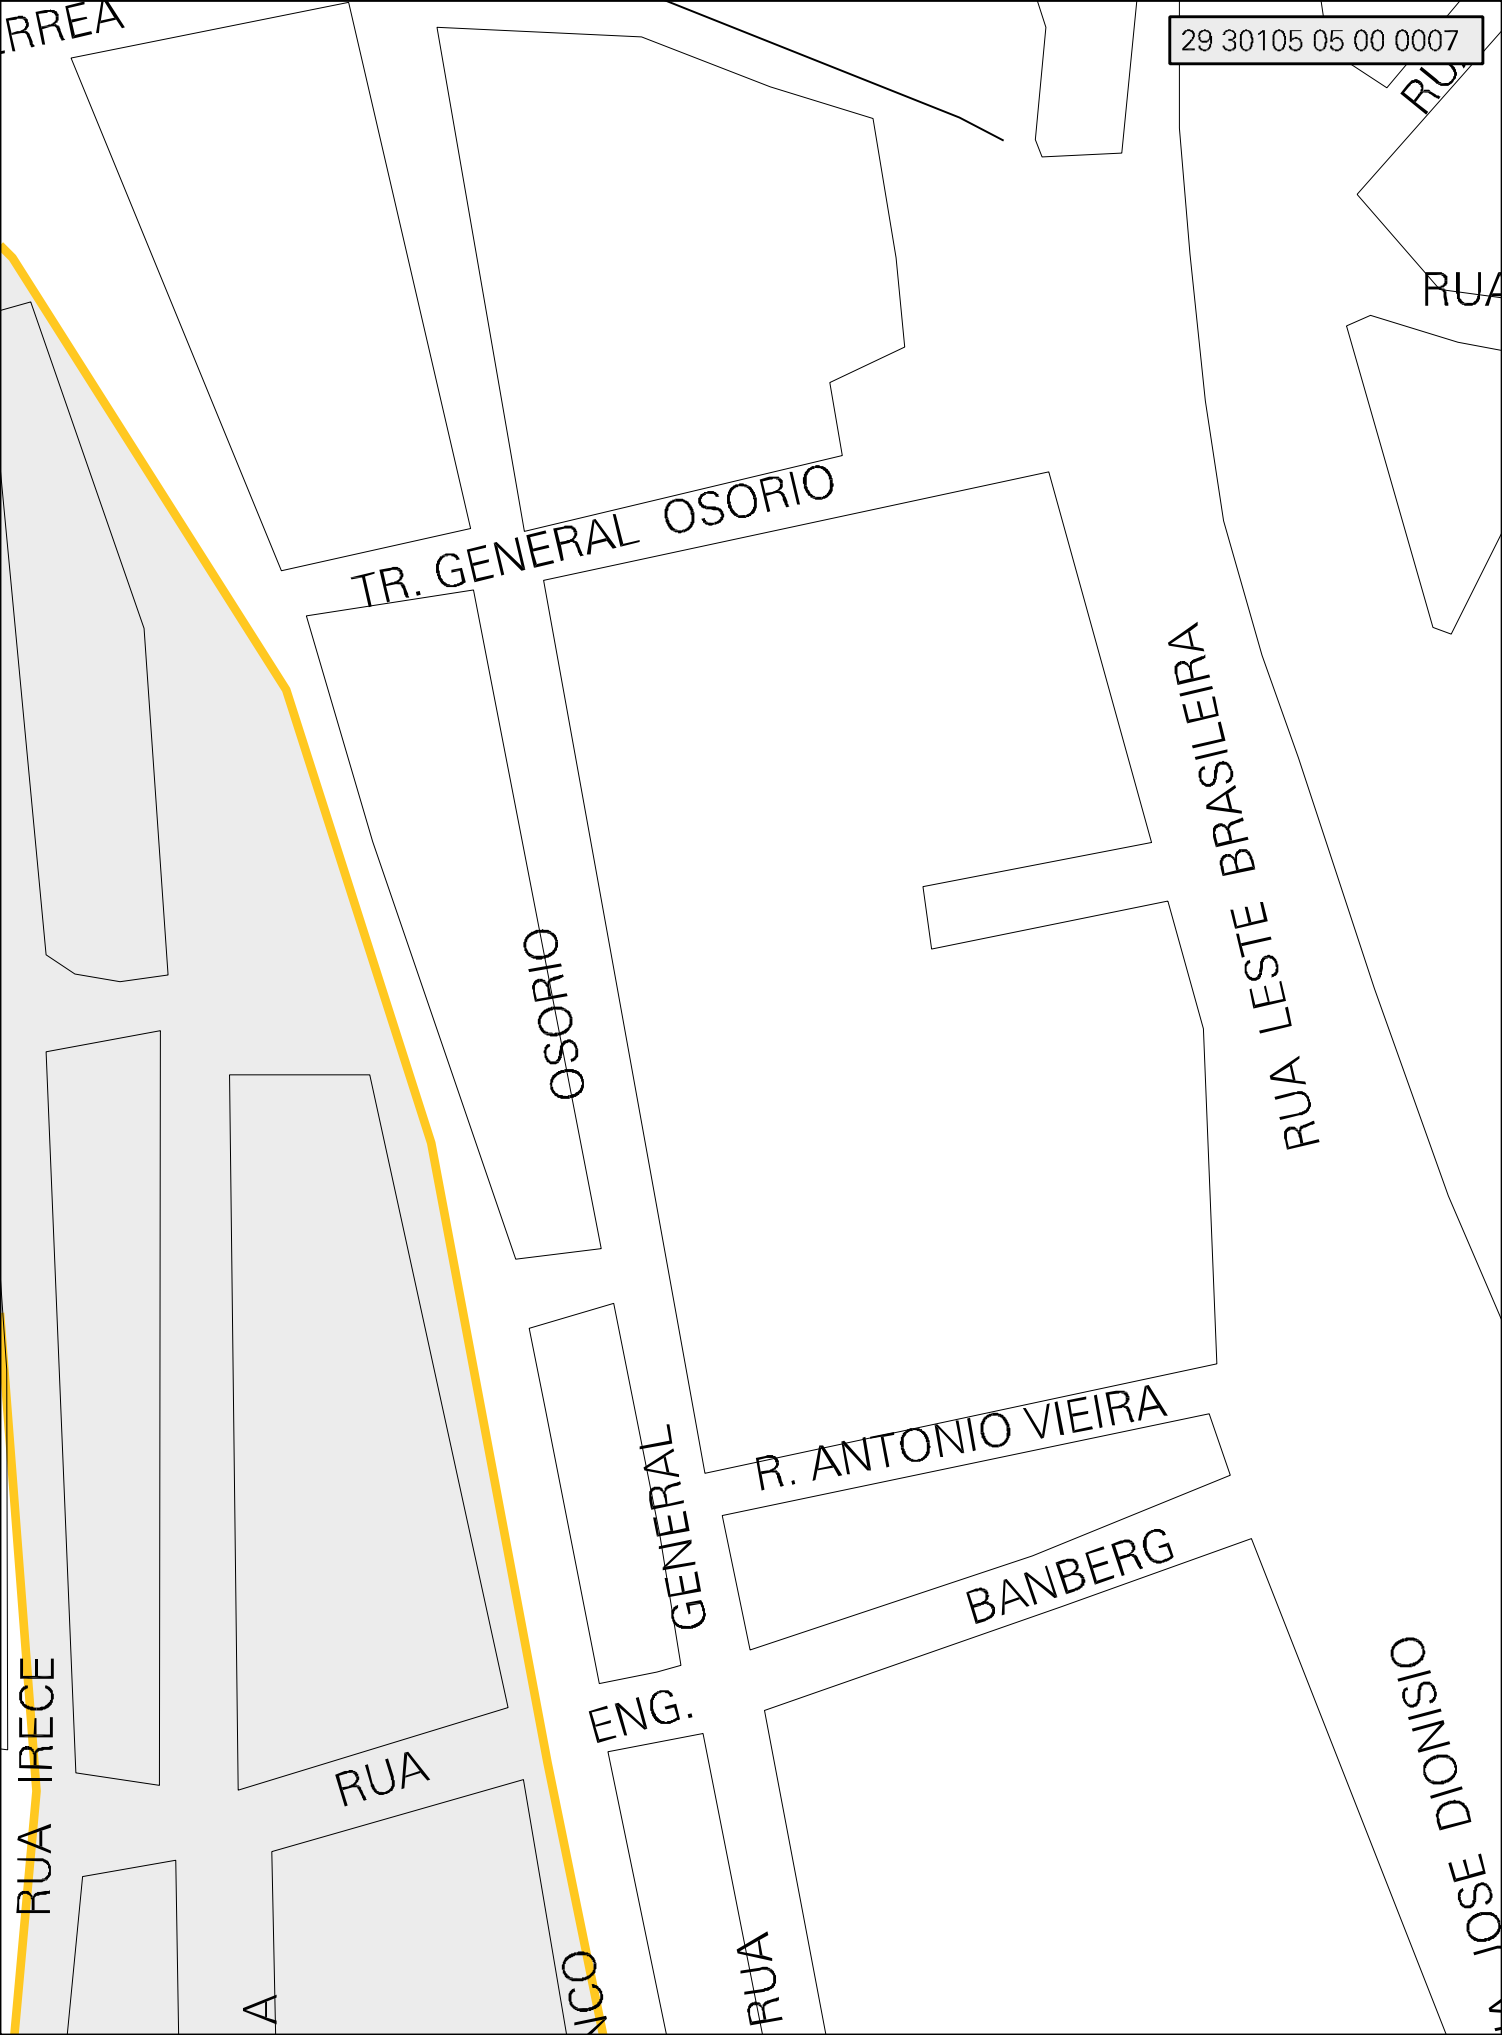 RREA
29 30105 05 00 0007
RUA
TR. GENERAL OSORIO
RUA LESTE BRASILEIRA
OSORIO
R. ANTONIO VIEIRA
GENERAL
BANBERG
ENG.
RUA
RUA IRECE
JOSE DIONISIO
RUA
NCO
A